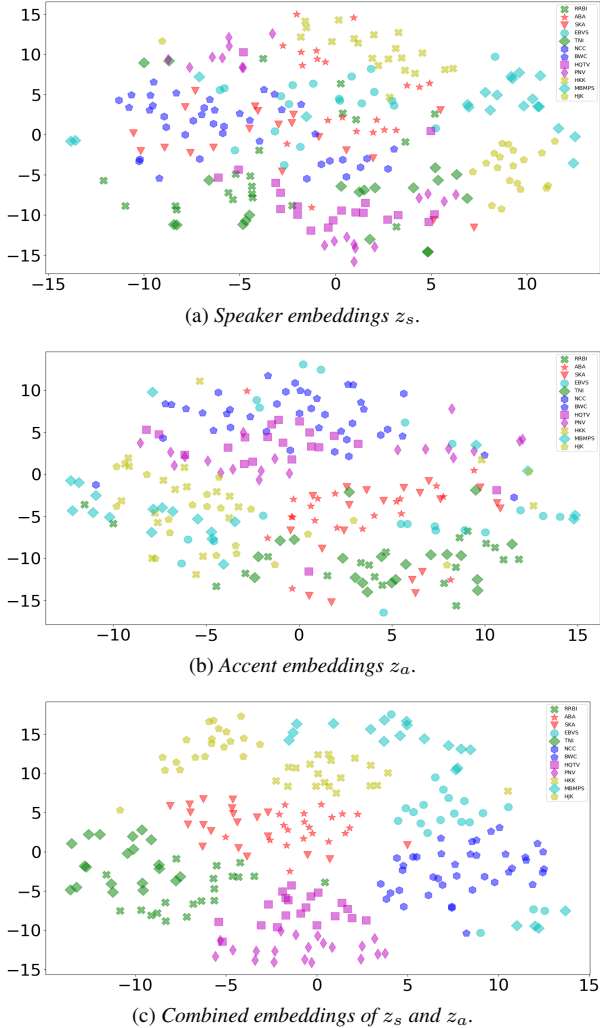 15
10
5
0
−5
−10
−15
−15
−10
−5
0
5
10
RRBI
ABA
SKA
EBVS
TNI
NCC
BWC
HQTV
PNV
HKK
MBMPS
HJK
(a) Speaker embeddings zs.
10
5
0
−5
−10
−15
−10
−5
0
5
10
15
RRBI
ABA
SKA
EBVS
TNI
NCC
BWC
HQTV
PNV
HKK
MBMPS
HJK
(b) Accent embeddings za.
15
10
5
0
−5
−10
−15
−10
−5
0
5
10
15
RRBI
ABA
SKA
EBVS
TNI
NCC
BWC
HQTV
PNV
HKK
MBMPS
HJK
(c) Combined embeddings of zs and za.